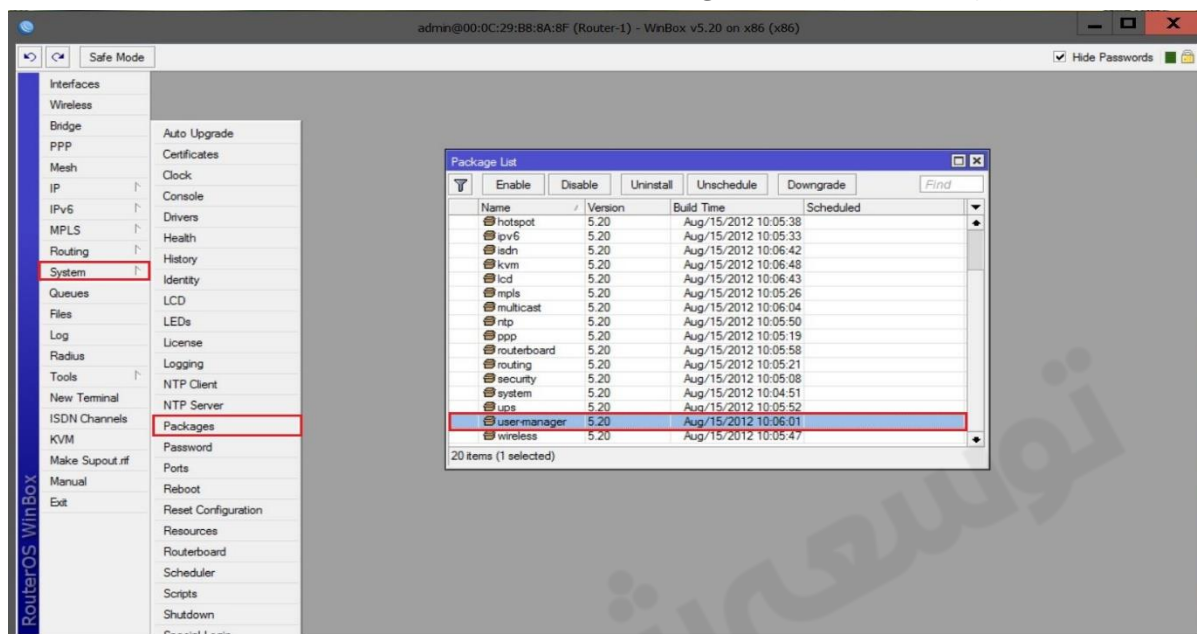 admin@00:0C:29:B8:8A:8F (Router-1) - WinBox v5.20 on x86 (x86)
Safe Mode
Hide Passwords
Interfaces
Wireless
Bridge
PPP
Mesh
IP
IPv6
MPLS
Routing
System
Queues
Files
Log
Radius
Tools
New Terminal
ISDN Channels
KVM
Make Supout.rif
Manual
Exit
RouterOS WinBox
Auto Upgrade
Certificates
Clock
Console
Drivers
Health
History
Identity
LCD
LEDs
License
Logging
NTP Client
NTP Server
Packages
Password
Ports
Reboot
Reset Configuration
Resources
Routerboard
Scheduler
Scripts
Shutdown
Special Login
Package List
Enable Disable Uninstall Unschedule Downgrade Find
Name Version Build Time Scheduled
hotspot 5.20 Aug/15/2012 10:05:38
ipv6 5.20 Aug/15/2012 10:05:33
isdn 5.20 Aug/15/2012 10:06:42
kvm 5.20 Aug/15/2012 10:06:48
lcd 5.20 Aug/15/2012 10:06:43
mpls 5.20 Aug/15/2012 10:05:26
multicast 5.20 Aug/15/2012 10:06:04
ntp 5.20 Aug/15/2012 10:05:50
ppp 5.20 Aug/15/2012 10:05:19
routerboard 5.20 Aug/15/2012 10:05:58
routing 5.20 Aug/15/2012 10:05:21
security 5.20 Aug/15/2012 10:05:08
system 5.20 Aug/15/2012 10:04:51
ups 5.20 Aug/15/2012 10:05:52
user-manager 5.20 Aug/15/2012 10:06:01
wireless 5.20 Aug/15/2012 10:05:47
20 items (1 selected)
توسعه